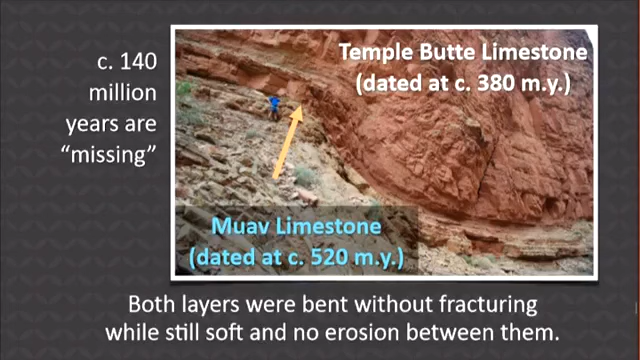 c. 140
million
years are
“missing”
Temple Butte Limestone
(dated at c. 380 m.y.)
Muav Limestone
(dated at c. 520 m.y.)
Both layers were bent without fracturing
while still soft and no erosion between them.